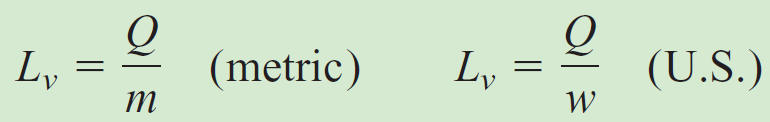 L_v = Q/m (metric) L_v = Q/w (U.S.)